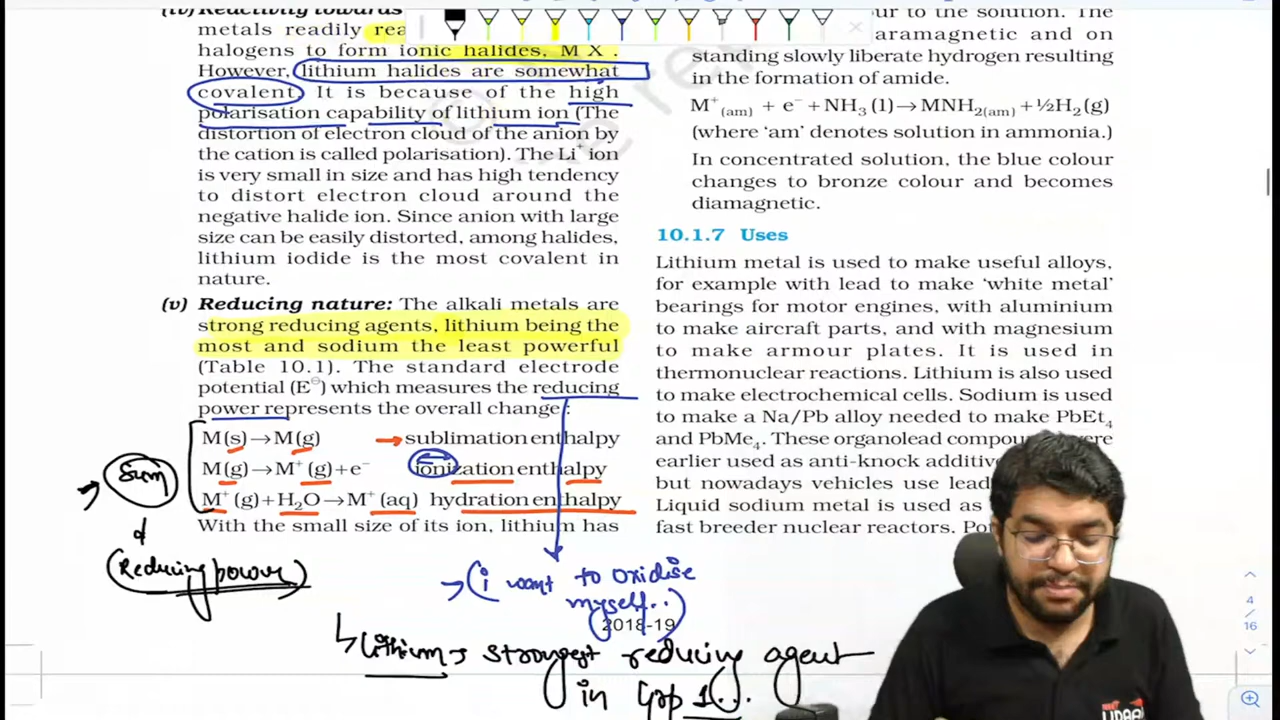 (iv) Reactivity towards
metals readily rea
halogens to form ionic halides, M X .
However, lithium halides are somewhat
covalent. It is because of the high
polarisation capability of lithium ion (The
distortion of electron cloud of the anion by
the cation is called polarisation). The Li+ ion
is very small in size and has high tendency
to distort electron cloud around the
negative halide ion. Since anion with large
size can be easily distorted, among halides,
lithium iodide is the most covalent in
nature.
(v) Reducing nature: The alkali metals are
strong reducing agents, lithium being the
most and sodium the least powerful
(Table 10.1). The standard electrode
potential (E⊖) which measures the reducing
power represents the overall change :
M(s)→M(g) sublimation enthalpy
M(g)→M+(g)+e− ionization enthalpy
M+(g)+H2O→M+(aq) hydration enthalpy
With the small size of its ion, lithium has
Sum
(Reducing power)
(i want to oxidise
myself..)
2018-19
Lithium → strongest reducing agent
in Grp 1...
our to the solution. The
aramagnetic and on
standing slowly liberate hydrogen resulting
in the formation of amide.
M+(am) + e− + NH3 (l)→MNH2(am) + ½H2(g)
(where ‘am’ denotes solution in ammonia.)
In concentrated solution, the blue colour
changes to bronze colour and becomes
diamagnetic.
10.1.7 Uses
Lithium metal is used to make useful alloys,
for example with lead to make ‘white metal’
bearings for motor engines, with aluminium
to make aircraft parts, and with magnesium
to make armour plates. It is used in
thermonuclear reactions. Lithium is also used
to make electrochemical cells. Sodium is used
to make a Na/Pb alloy needed to make PbEt4
and PbMe4. These organolead compou were
earlier used as anti-knock additive
but nowadays vehicles use lead
Liquid sodium metal is used as
fast breeder nuclear reactors. Po
4
/
16